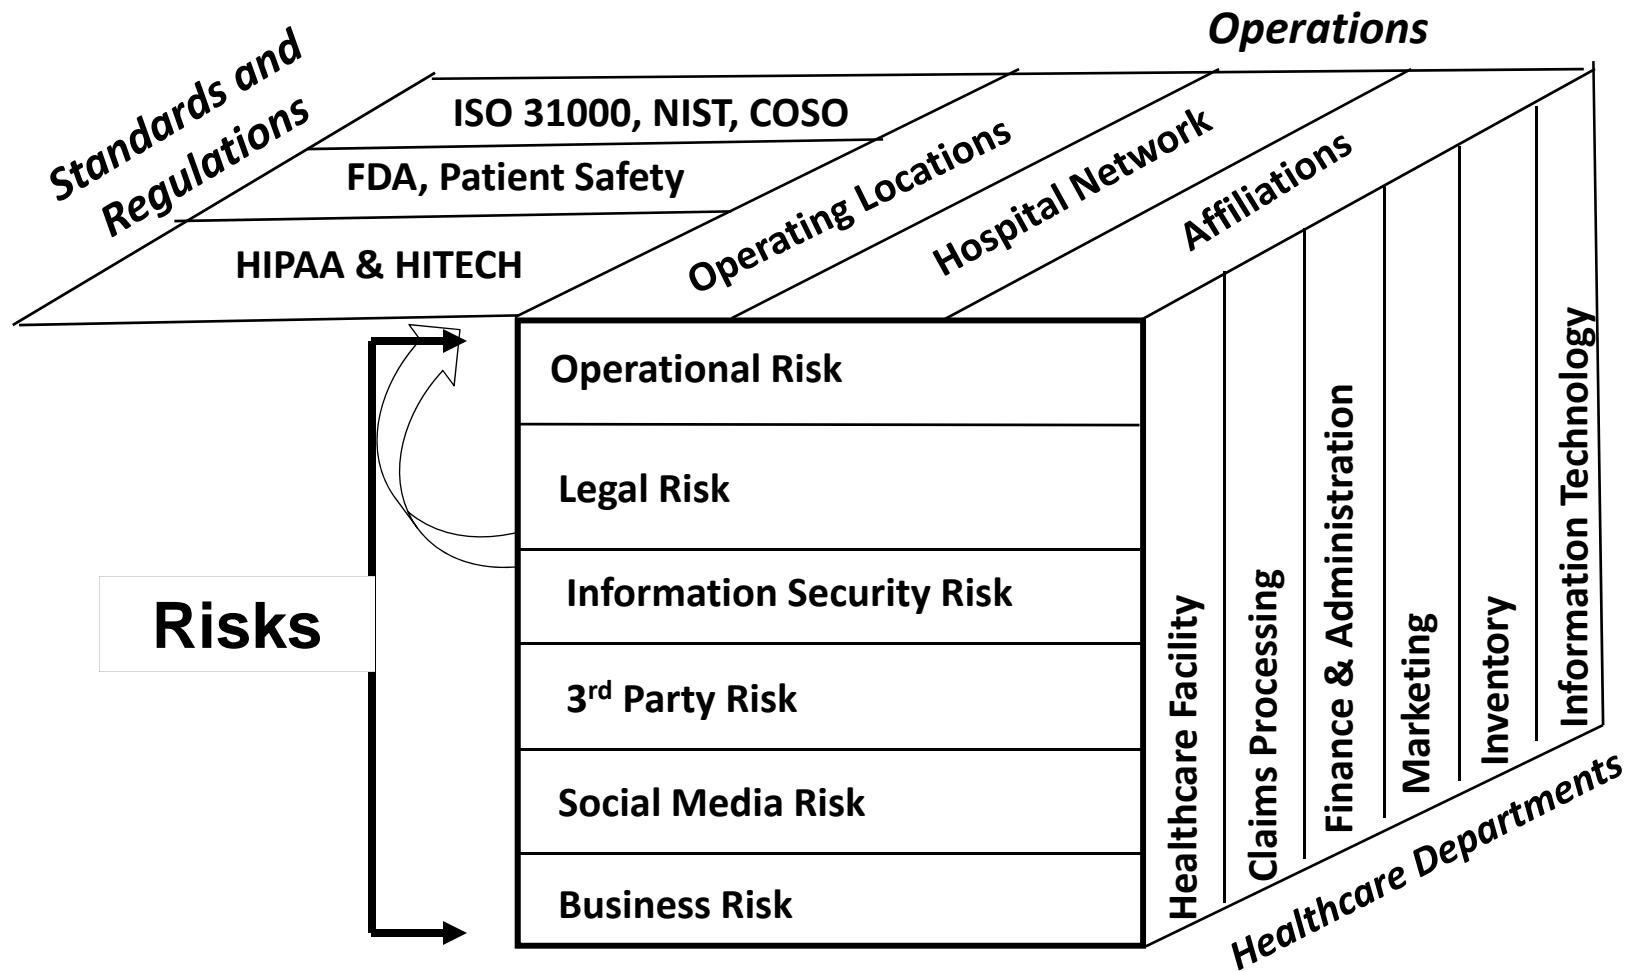 Operations
Standards and
Regulations
ISO 31000, NIST, COSO
FDA, Patient Safety
HIPAA & HITECH
Operating Locations
Hospital Network
Affiliations
Risks
Operational Risk
Legal Risk
Information Security Risk
3rd Party Risk
Social Media Risk
Business Risk
Healthcare Facility
Claims Processing
Finance & Administration
Marketing
Inventory
Information Technology
Healthcare Departments